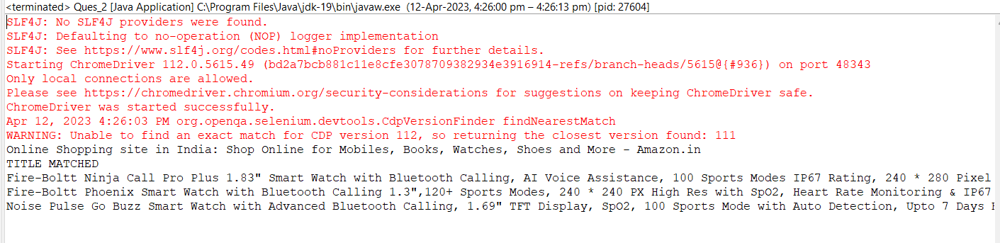 <terminated> Ques_2 [Java Application] C:\Program Files\Java\jdk-19\bin\javaw.exe (12-Apr-2023, 4:26:00 pm – 4:26:13 pm) [pid: 27604]
SLF4J: No SLF4J providers were found.
SLF4J: Defaulting to no-operation (NOP) logger implementation
SLF4J: See https://www.slf4j.org/codes.html#noProviders for further details.
Starting ChromeDriver 112.0.5615.49 (bd2a7bcb881c11e8cfe3078709382934e3916914-refs/branch-heads/5615@{#936}) on port 48343
Only local connections are allowed.
Please see https://chromedriver.chromium.org/security-considerations for suggestions on keeping ChromeDriver safe.
ChromeDriver was started successfully.
Apr 12, 2023 4:26:03 PM org.openqa.selenium.devtools.CdpVersionFinder findNearestMatch
WARNING: Unable to find an exact match for CDP version 112, so returning the closest version found: 111
Online Shopping site in India: Shop Online for Mobiles, Books, Watches, Shoes and More - Amazon.in
TITLE MATCHED
Fire-Boltt Ninja Call Pro Plus 1.83" Smart Watch with Bluetooth Calling, AI Voice Assistance, 100 Sports Modes IP67 Rating, 240 * 280 Pixel
Fire-Boltt Phoenix Smart Watch with Bluetooth Calling 1.3",120+ Sports Modes, 240 * 240 PX High Res with SpO2, Heart Rate Monitoring & IP67
Noise Pulse Go Buzz Smart Watch with Advanced Bluetooth Calling, 1.69" TFT Display, SpO2, 100 Sports Mode with Auto Detection, Upto 7 Days